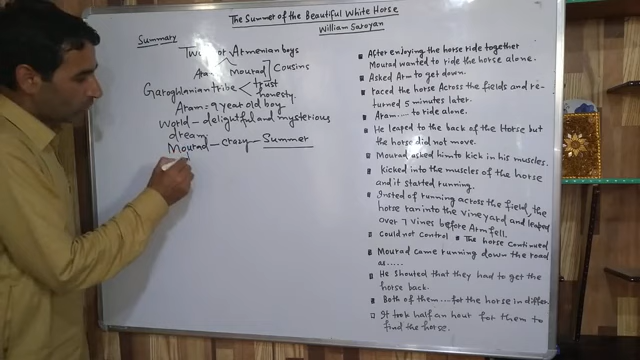 The Summer of the Beautiful White Horse
William Saroyan
Summary
Two poor Armenian boys
Aram Mourad ] Cousins
Garoghlanian tribe < trust
honesty.
Aram = 9 year old boy
World - delightful and mysterious
dream.
Mourad - crazy - Summer
After enjoying the horse ride together
Mourad wanted to ride the horse alone.
Asked Aram to get down.
raced the horse Across the fields and re-
turned 5 minutes later.
Aram.... to ride alone.
He leaped to the back of the Horse but
the horse did not move.
Mourad asked him to kick in his muscles.
Kicked into the muscles of the horse
and it started running.
Insted of running across the field, the
horse ran into the vineyard and leaped
over 7 vines before Aram fell.
Could not control The horse continued
Mourad came running down the road
as.....
He shouted that they had to get the
horse back.
Both of them....for the horse in differ.
It took half an hour for them to
find the horse.